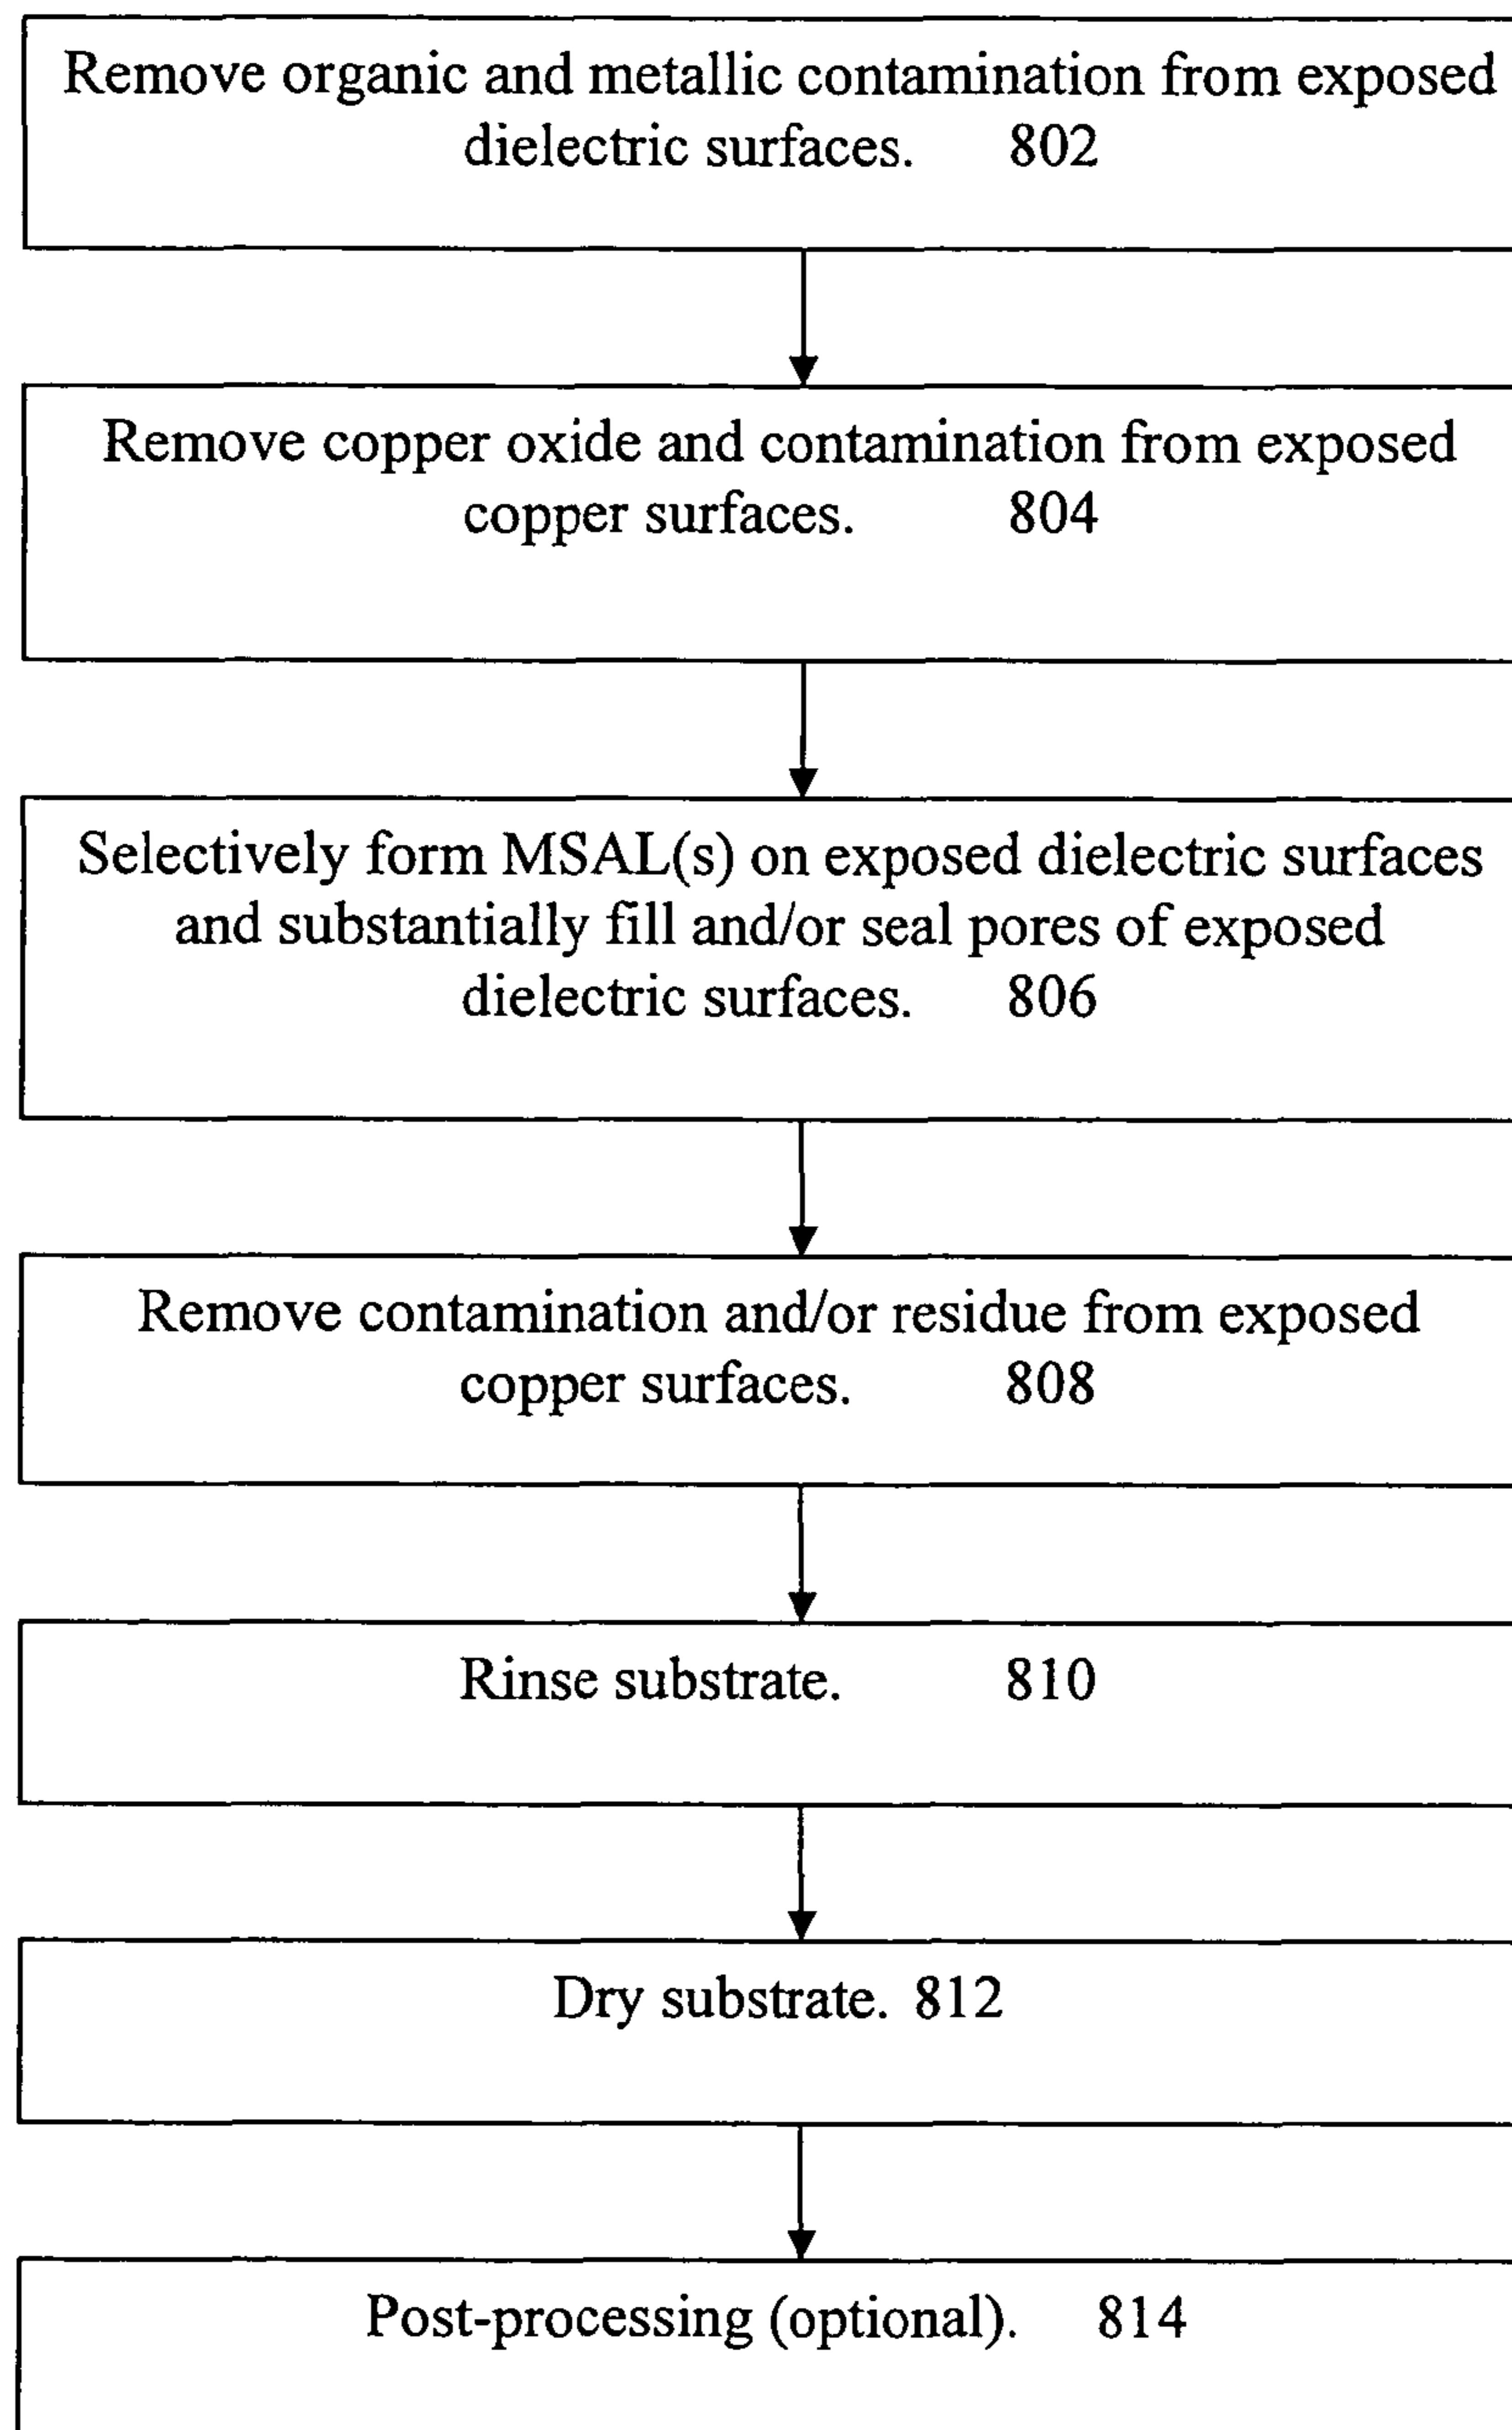 Remove organic and metallic contamination from exposed
dielectric surfaces. 802
Remove copper oxide and contamination from exposed
copper surfaces. 804
Selectively form MSAL(s) on exposed dielectric surfaces
and substantially fill and/or seal pores of exposed
dielectric surfaces. 806
Remove contamination and/or residue from exposed
copper surfaces. 808
Rinse substrate. 810
Dry substrate. 812
Post-processing (optional). 814